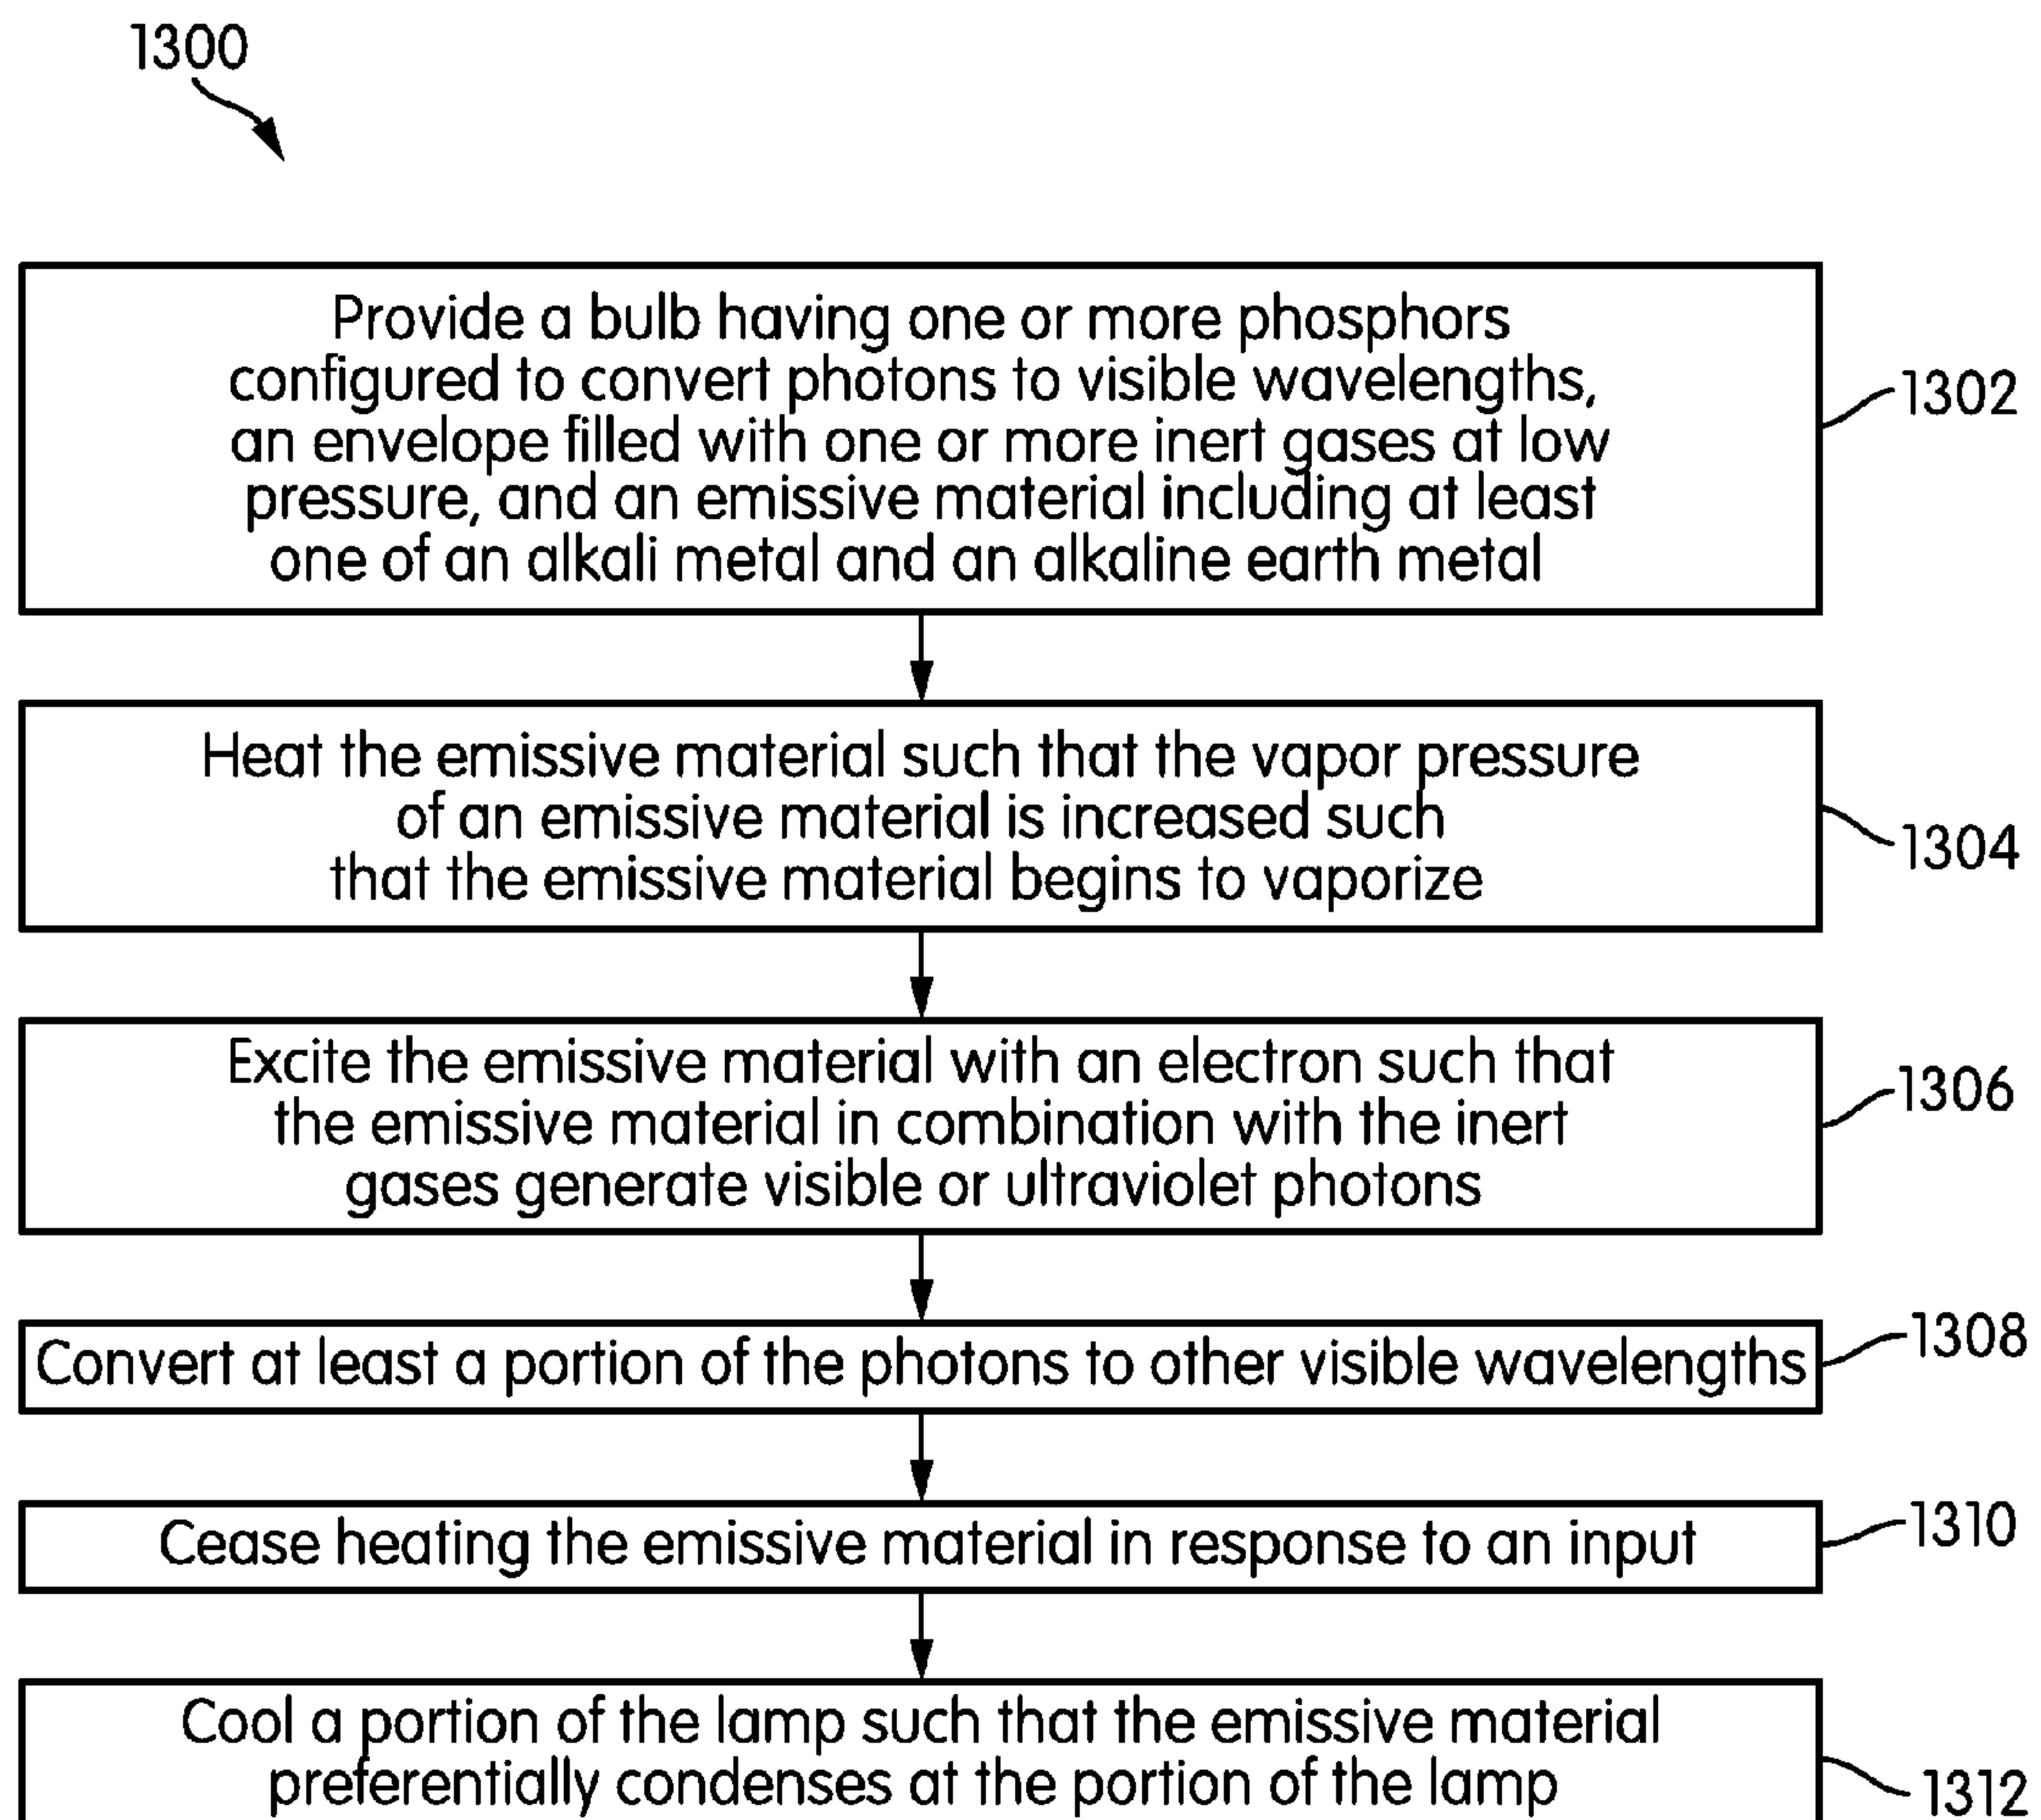 1300
Provide a bulb having one or more phosphors
configured to convert photons to visible wavelengths,
an envelope filled with one or more inert gases at low
pressure, and an emissive material including at least
one of an alkali metal and an alkaline earth metal
1302
Heat the emissive material such that the vapor pressure
of an emissive material is increased such
that the emissive material begins to vaporize
1304
Excite the emissive material with an electron such that
the emissive material in combination with the inert
gases generate visible or ultraviolet photons
1306
Convert at least a portion of the photons to other visible wavelengths
1308
Cease heating the emissive material in response to an input
1310
Cool a portion of the lamp such that the emissive material
preferentially condenses at the portion of the lamp
1312